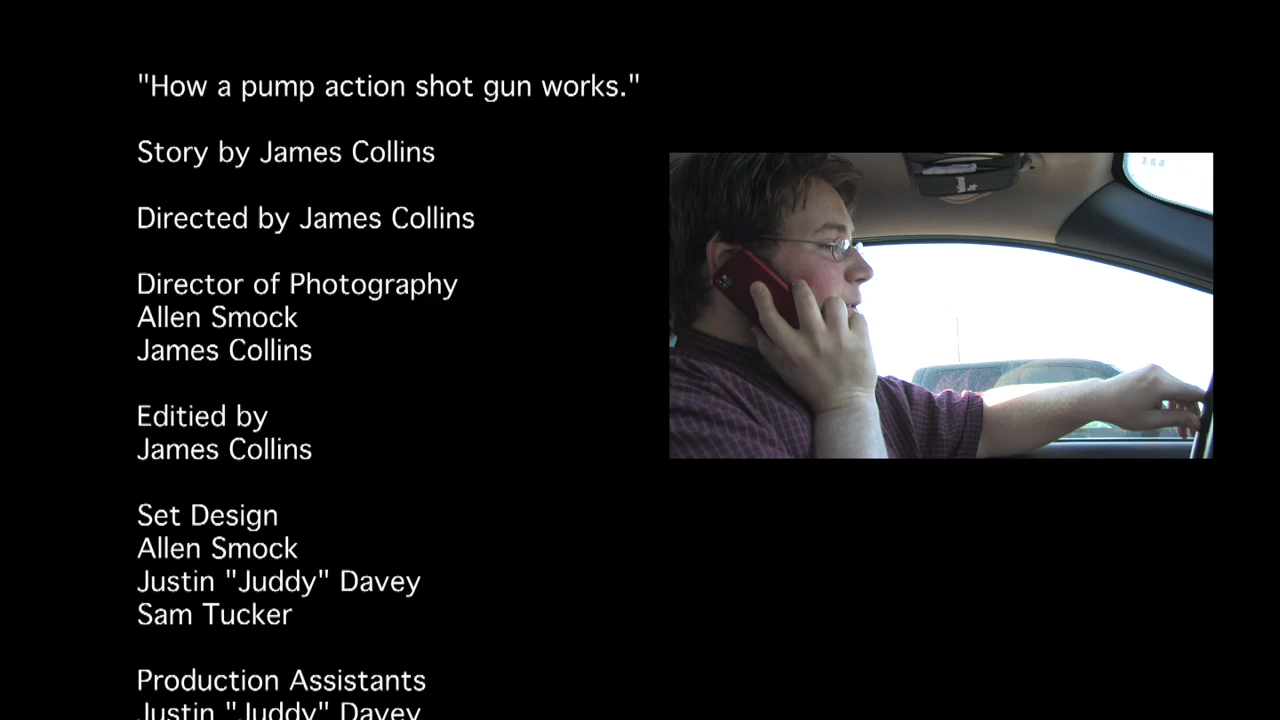 "How a pump action shot gun works."
Story by James Collins
Directed by James Collins
Director of Photography
Allen Smock
James Collins
Editied by
James Collins
Set Design
Allen Smock
Justin "Juddy" Davey
Sam Tucker
Production Assistants
Justin "Juddy" Davey